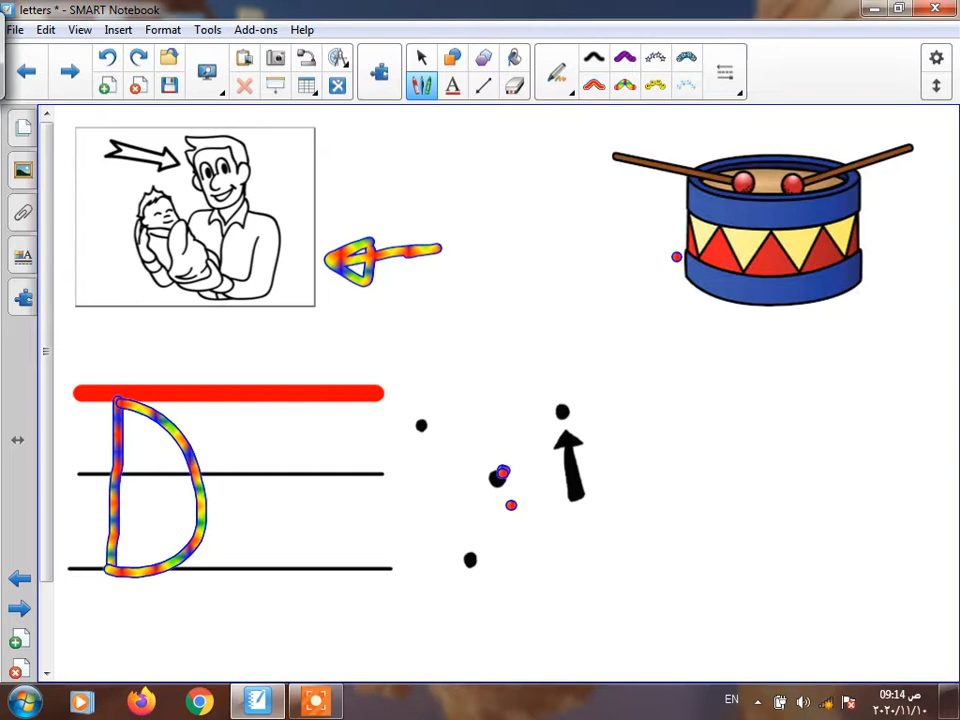 letters * - SMART Notebook
File Edit View Insert Format Tools Add-ons Help
A
A
D
EN
09:14 ص
٢٠٢٠/١١/١٠